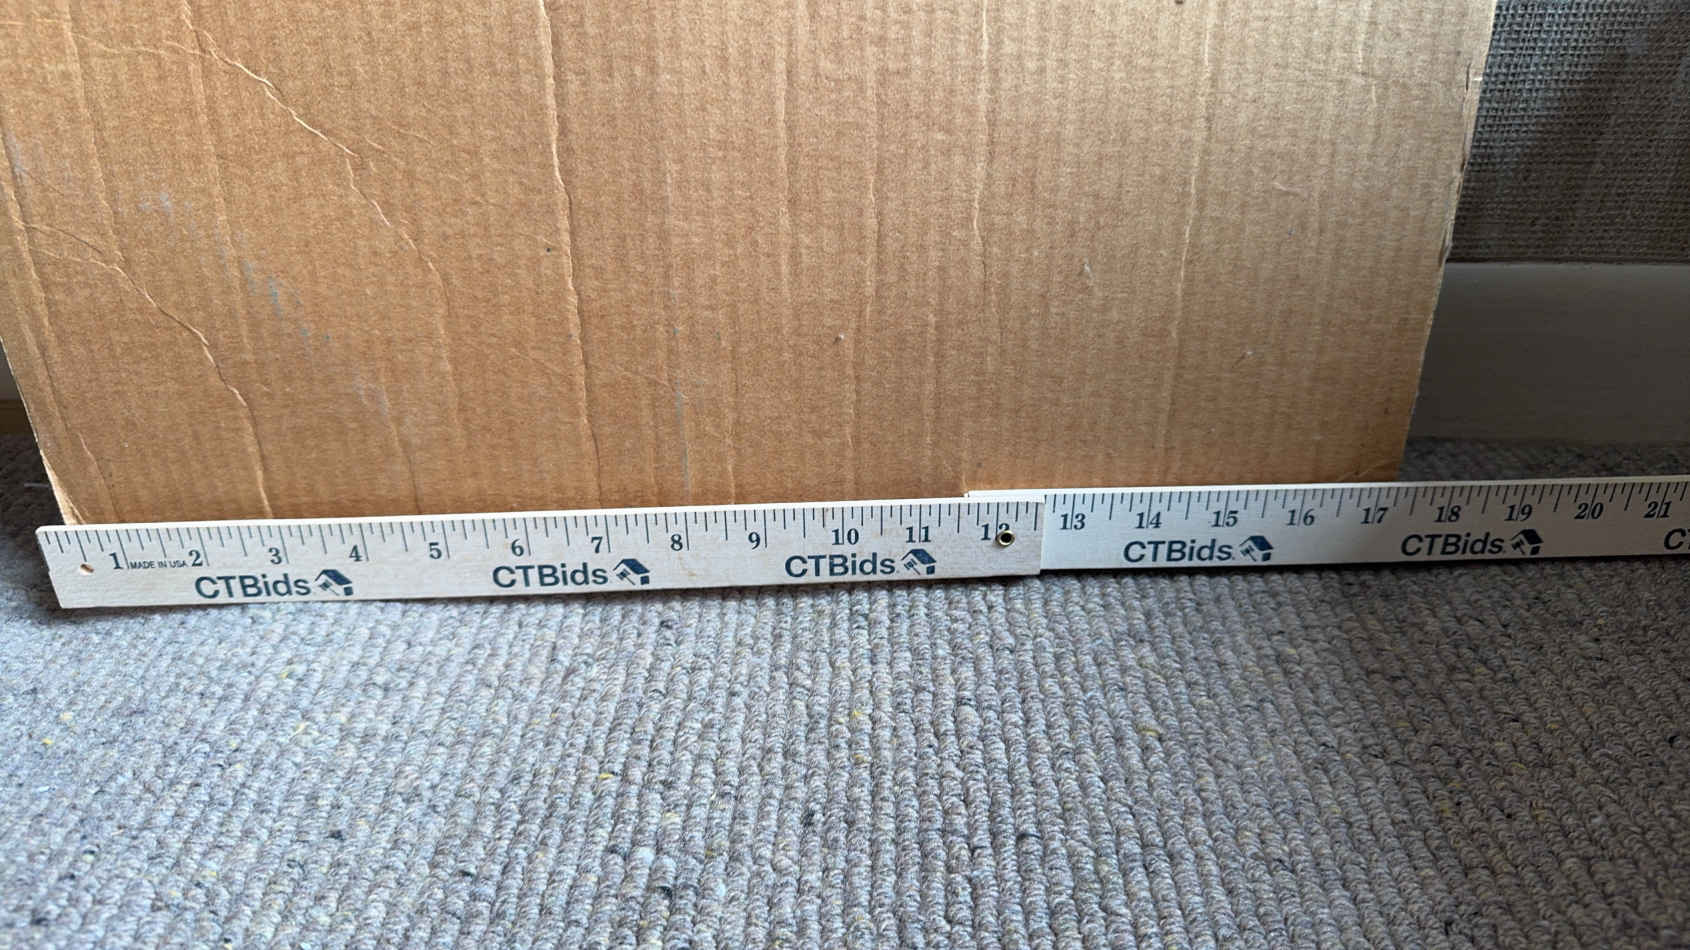 1 MADE IN USA 2 3 4 5 6 7 8 9 10 11 12 13 14 15 16 17 18 19 20 21
CTBids CTBids CTBids CTBids CTBids CT